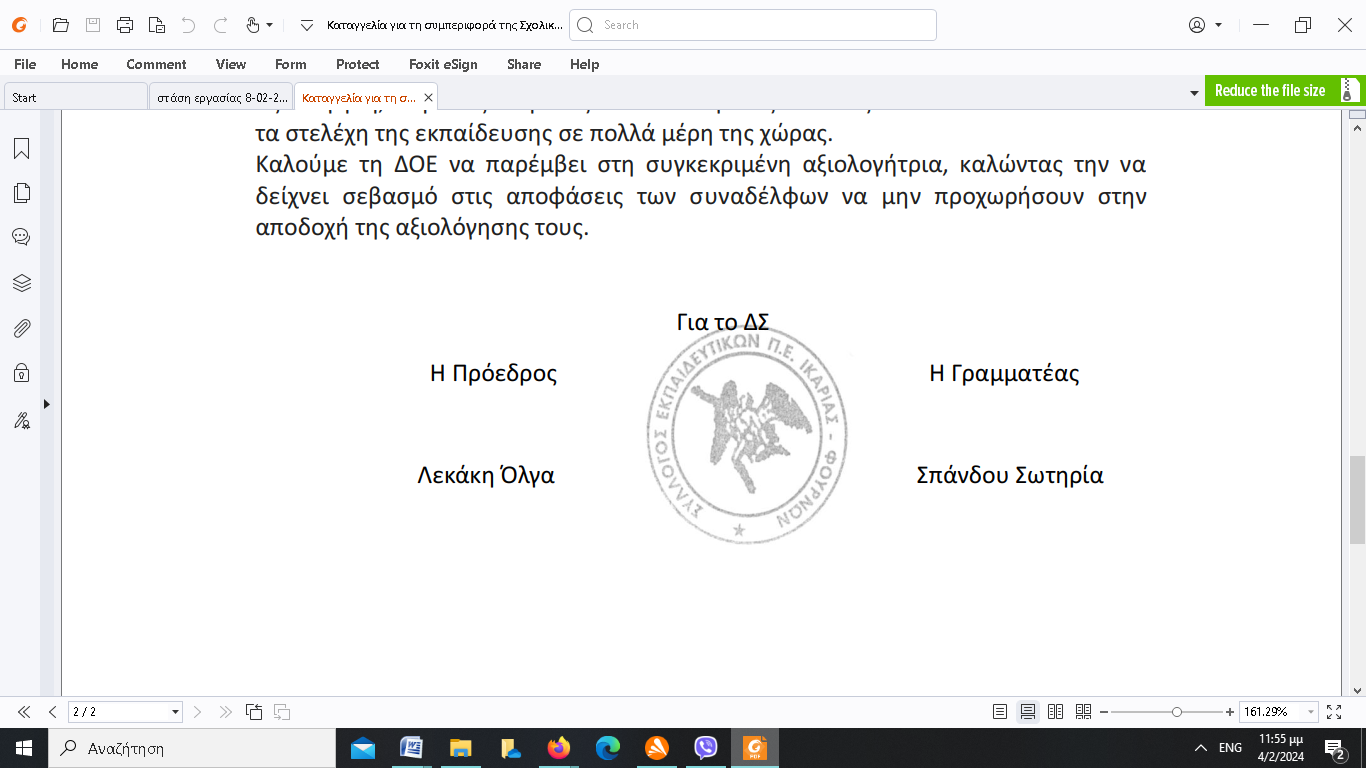 Καταγγελία για τη συμπεριφορά της Σχολικ...
Search
File Home Comment View Form Protect Foxit eSign Share Help
Start
στάση εργασίας 8-02-2...
Καταγγελία για τη σ...
Reduce the file size
τα στελέχη της εκπαίδευσης σε πολλά μέρη της χώρας.
Καλούμε τη ΔΟΕ να παρέμβει στη συγκεκριμένη αξιολογήτρια, καλώντας την να
δείχνει σεβασμό στις αποφάσεις των συναδέλφων να μην προχωρήσουν στην
αποδοχή της αξιολόγησης τους.
Για το ΔΣ
Η Πρόεδρος
Η Γραμματέας
ΣΥΛΛΟΓΟΣ ΕΚΠΑΙΔΕΥΤΙΚΩΝ Π.Ε. ΙΚΑΡΙΑΣ - ΦΟΥΡΝΩΝ
Λεκάκη Όλγα
Σπάνδου Σωτηρία
2 / 2
161.29%
Αναζήτηση
ENG
11:55 μμ
4/2/2024
2